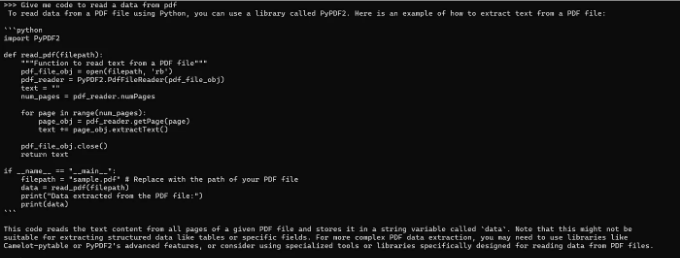 >>> Give me code to read a data from pdf
 To read data from a PDF file using Python, you can use a library called PyPDF2. Here is an example of how to extract text from a PDF file:

```python
import PyPDF2

def read_pdf(filepath):
    """Function to read text from a PDF file"""
    pdf_file_obj = open(filepath, 'rb')
    pdf_reader = PyPDF2.PdfFileReader(pdf_file_obj)
    text = ""
    num_pages = pdf_reader.numPages

    for page in range(num_pages):
        page_obj = pdf_reader.getPage(page)
        text += page_obj.extractText()

    pdf_file_obj.close()
    return text

if __name__ == "__main__":
    filepath = "sample.pdf" # Replace with the path of your PDF file
    data = read_pdf(filepath)
    print("Data extracted from the PDF file:")
    print(data)
```

This code reads the text content from all pages of a given PDF file and stores it in a string variable called 'data'. Note that this might not be
suitable for extracting structured data like tables or specific fields. For more complex PDF data extraction, you may need to use libraries like
Camelot-pytable or PyPDF2's advanced features, or consider using specialized tools or libraries specifically designed for reading data from PDF files.